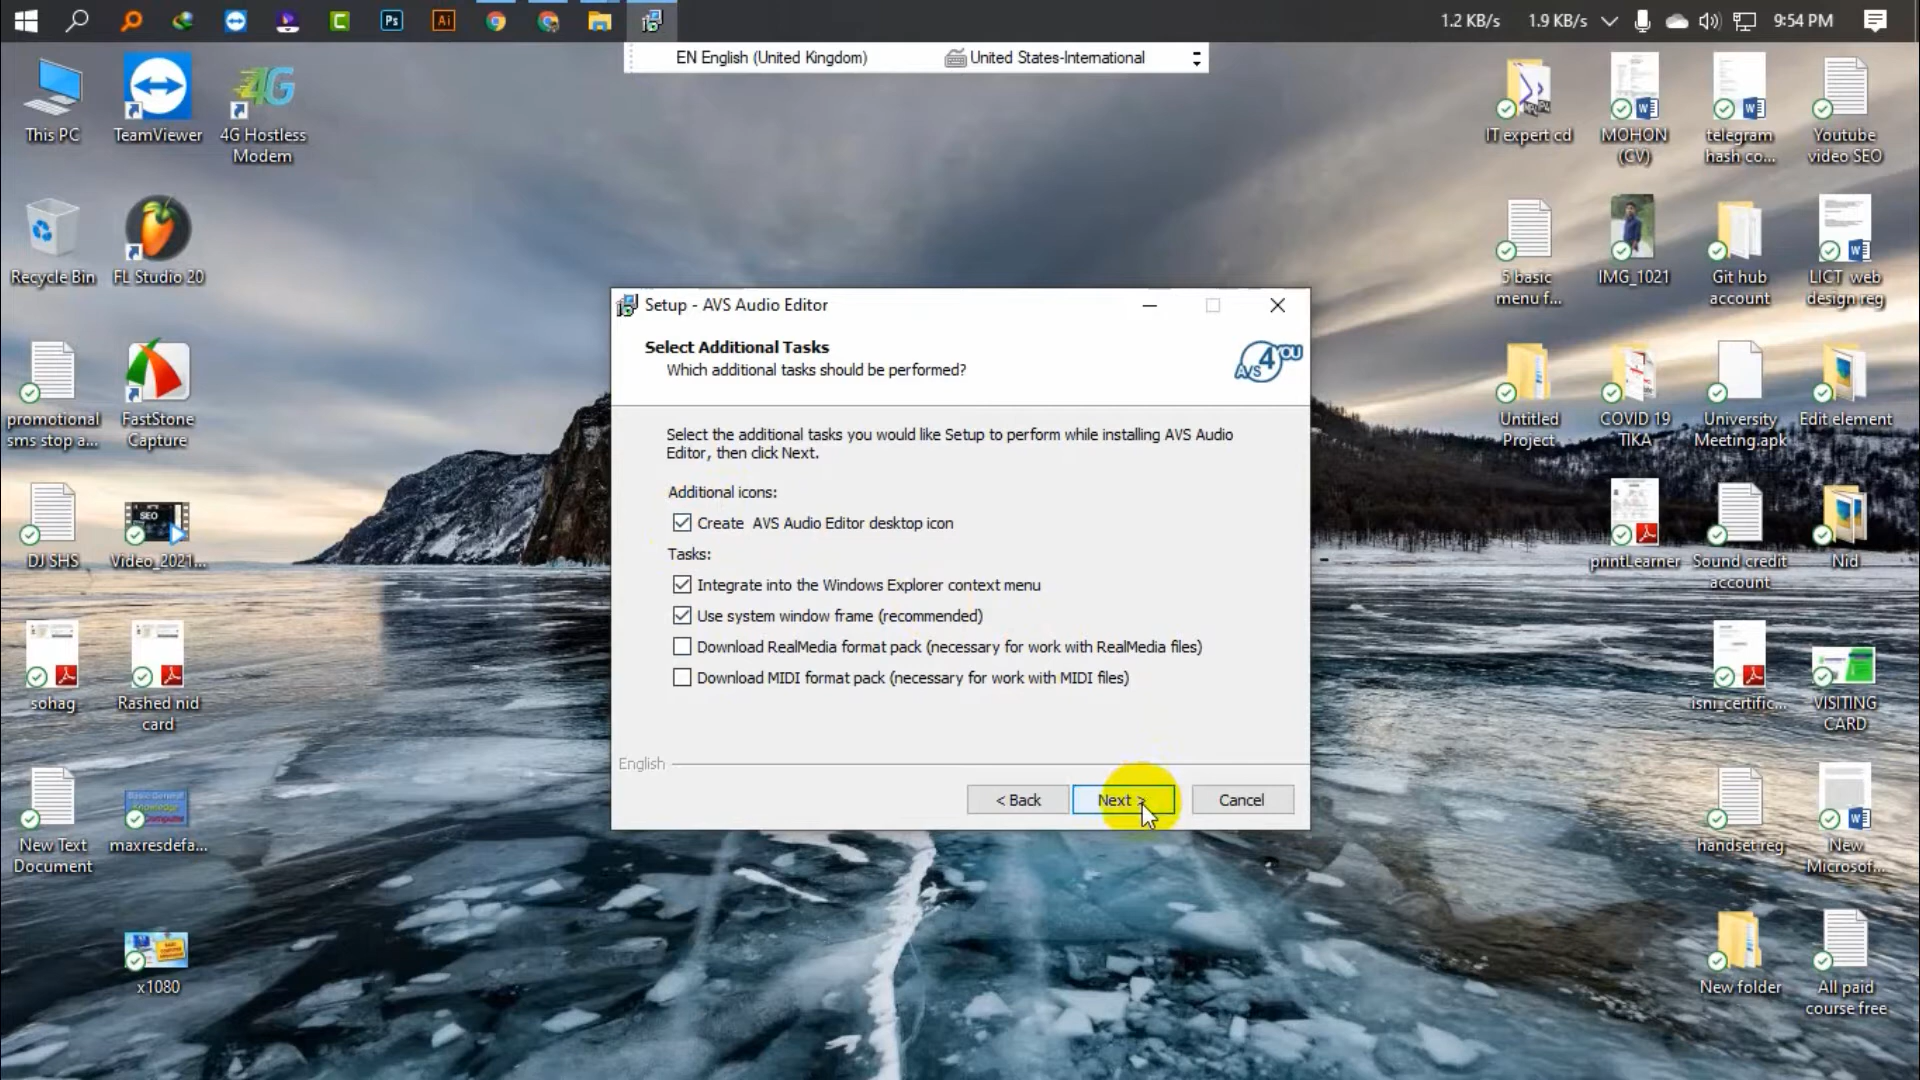 Ps
Ai
1.2 KB/s
1.9 KB/s
9:54 PM
EN English (United Kingdom)
United States-International
This PC
TeamViewer
4G
4G Hostless
Modem
IT expert cd
MOHON
(CV)
telegram
hash co...
Youtube
video SEO
Recycle Bin
FL Studio 20
5 basic
menu f...
IMG_1021
Git hub
account
LICT web
design reg
promotional
sms stop a...
FastStone
Capture
Untitled
Project
COVID 19
TIKA
University
Meeting.apk
Edit element
DJ SHS
SEO
Video_2021...
printLearner
Sound credit
account
Nid
sohag
Rashed nid
card
isni_certific...
VISITING
CARD
New Text
Document
maxresdefa...
handset reg
New
Microsof...
x1080
New folder
All paid
course free
Setup - AVS Audio Editor
Select Additional Tasks
Which additional tasks should be performed?
AVS 4 YOU
Select the additional tasks you would like Setup to perform while installing AVS Audio
Editor, then click Next.
Additional icons:
Create AVS Audio Editor desktop icon
Tasks:
Integrate into the Windows Explorer context menu
Use system window frame (recommended)
Download RealMedia format pack (necessary for work with RealMedia files)
Download MIDI format pack (necessary for work with MIDI files)
English
< Back
Next >
Cancel